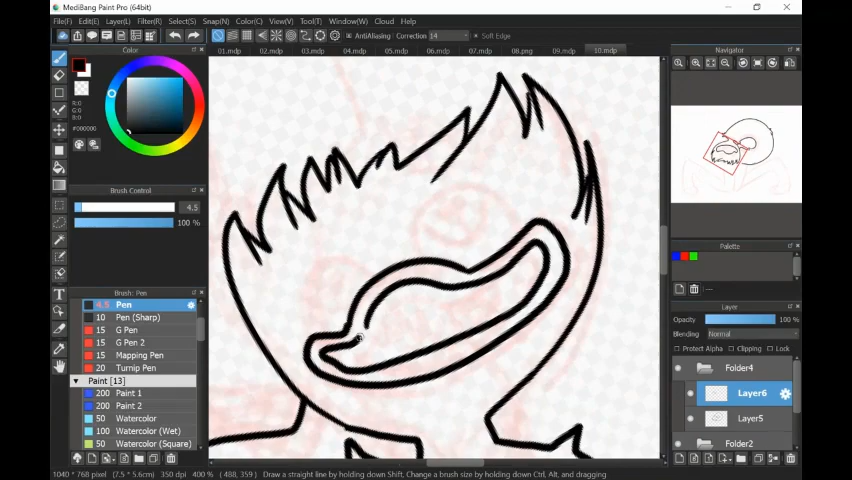 MediBang Paint Pro (64bit)
File(F) Edit(E) Layer(L) Filter(R) Select(S) Snap(N) Color(C) View(V) Tool(T) Window(W) Cloud Help
AntiAliasing Correction 14 Soft Edge
01.mdp 02.mdp 03.mdp 04.mdp 05.mdp 06.mdp 07.mdp 08.png 09.mdp 10.mdp
Color
R:0
G:0
B:0
#000000
Brush Control
4.5
100 %
Brush: Pen
4.5 Pen
10 Pen (Sharp)
15 G Pen
15 G Pen 2
15 Mapping Pen
20 Turnip Pen
Paint [13]
200 Paint 1
200 Paint 2
50 Watercolor
100 Watercolor (Wet)
50 Watercolor (Square)
Navigator
Palette
Layer
Opacity 100 %
Blending Normal
Protect Alpha Clipping Lock
Folder4
Layer6
Layer5
Folder2
1040 * 768 pixel (7.5 * 5.6cm) 350 dpi 400 % ( 488, 359 ) Draw a straight line by holding down Shift, Change a brush size by holding down Ctrl, Alt, and dragging